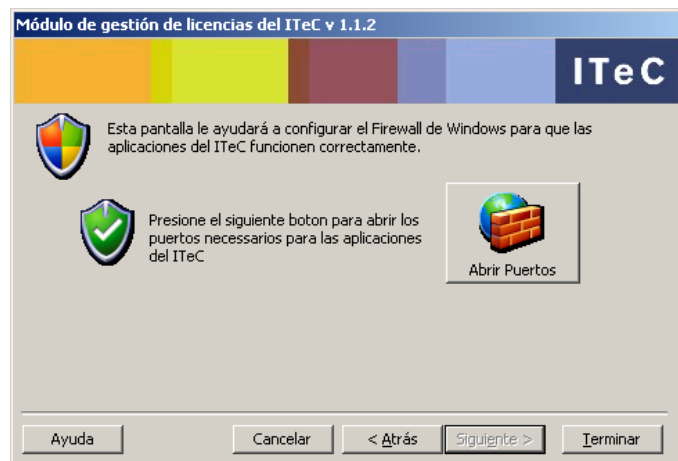 Módulo de gestión de licencias del ITeC v 1.1.2
ITeC
Esta pantalla le ayudará a configurar el Firewall de Windows para que las
aplicaciones del ITeC funcionen correctamente.
Presione el siguiente boton para abrir los
puertos necessarios para las aplicaciones
del ITeC
Abrir Puertos
Ayuda
Cancelar
< Atrás
Siguiente >
Terminar